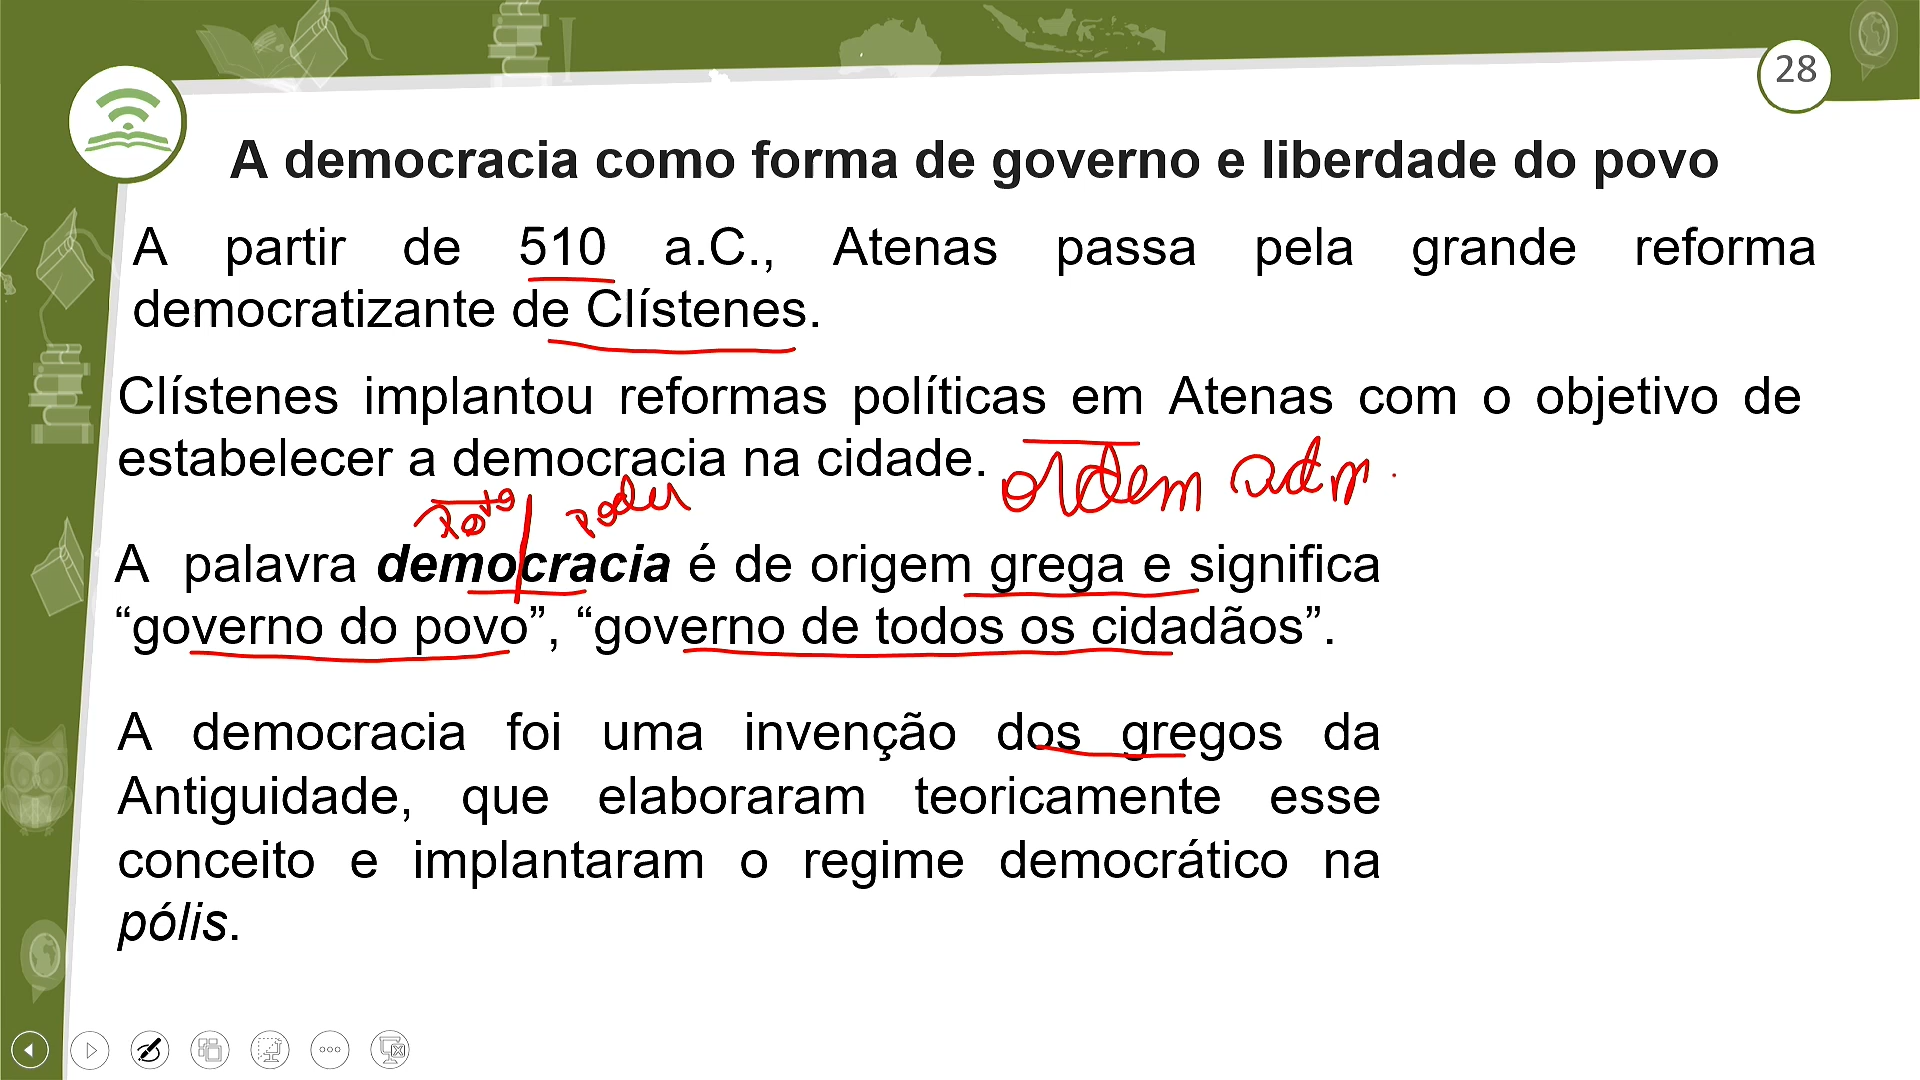 28
A democracia como forma de governo e liberdade do povo
A partir de 510 a.C., Atenas passa pela grande reforma
democratizante de Clístenes.
Clístenes implantou reformas políticas em Atenas com o objetivo de
estabelecer a democracia na cidade. ordem adm.
povo poder
A palavra democracia é de origem grega e significa
“governo do povo”, “governo de todos os cidadãos”.
A democracia foi uma invenção dos gregos da
Antiguidade, que elaboraram teoricamente esse
conceito e implantaram o regime democrático na
pólis.